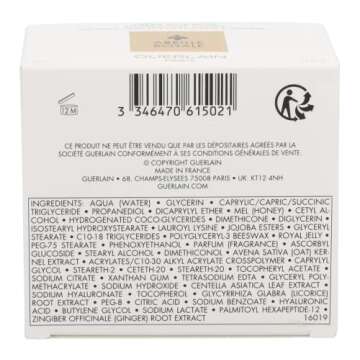 ABEILLE
ROYALE
GUERLAIN
PARIS
12M
3 346470 615021
CE PRODUIT NE PEUT ÊTRE VENDU QUE PAR LES DÉPOSITAIRES AGRÉÉS PAR LA
SOCIÉTÉ GUERLAIN CONFORMÉMENT À SES CONDITIONS GÉNÉRALES DE VENTE.
© COPYRIGHT GUERLAIN
MADE IN FRANCE
GUERLAIN • 68, CHAMPS-ELYSEES 75008 PARIS • UK: KT12 4NH
GUERLAIN.COM
INGREDIENTS: AQUA (WATER) • GLYCERIN • CAPRYLIC/CAPRIC/SUCCINIC
TRIGLYCERIDE • PROPANEDIOL • DICAPRYLYL ETHER • MEL (HONEY) • CETYL AL-
COHOL • HYDROGENATED COCO-GLYCERIDES • DIMETHICONE • DIGLYCERIN •
ISOSTEARYL HYDROXYSTEARATE • LAUROYL LYSINE • JOJOBA ESTERS • GLYCERYL
STEARATE • C10-18 TRIGLYCERIDES • POLYGLYCERYL-3 BEESWAX • ROYAL JELLY •
PEG-75 STEARATE • PHENOXYETHANOL • PARFUM (FRAGRANCE) • ASCORBYL
GLUCOSIDE • STEARYL ALCOHOL • DIMETHICONOL • AVENA SATIVA (OAT) KER-
NEL EXTRACT • ACRYLATES/C10-30 ALKYL ACRYLATE CROSSPOLYMER • CAPRYLYL
GLYCOL • STEARETH-2 • CETETH-20 • STEARETH-20 • TOCOPHERYL ACETATE •
CITRONELLOL • XANTHAN GUM • TETRASODIUM EDTA • GLYCERYL POLY-
METHACRYLATE • SODIUM HYDROXIDE • CENTELLA ASIATICA LEAF EXTRACT •
SODIUM HYALURONATE • TOCOPHEROL • GLYCYRRHIZA GLABRA (LICORICE)
ROOT EXTRACT • PEG-8 • CITRIC ACID • SODIUM BENZOATE • HYALURONIC
ACID • BUTYLENE GLYCOL • SODIUM LACTATE • PALMITOYL HEXAPEPTIDE-12 •
ZINGIBER OFFICINALE (GINGER) ROOT EXTRACT
16019